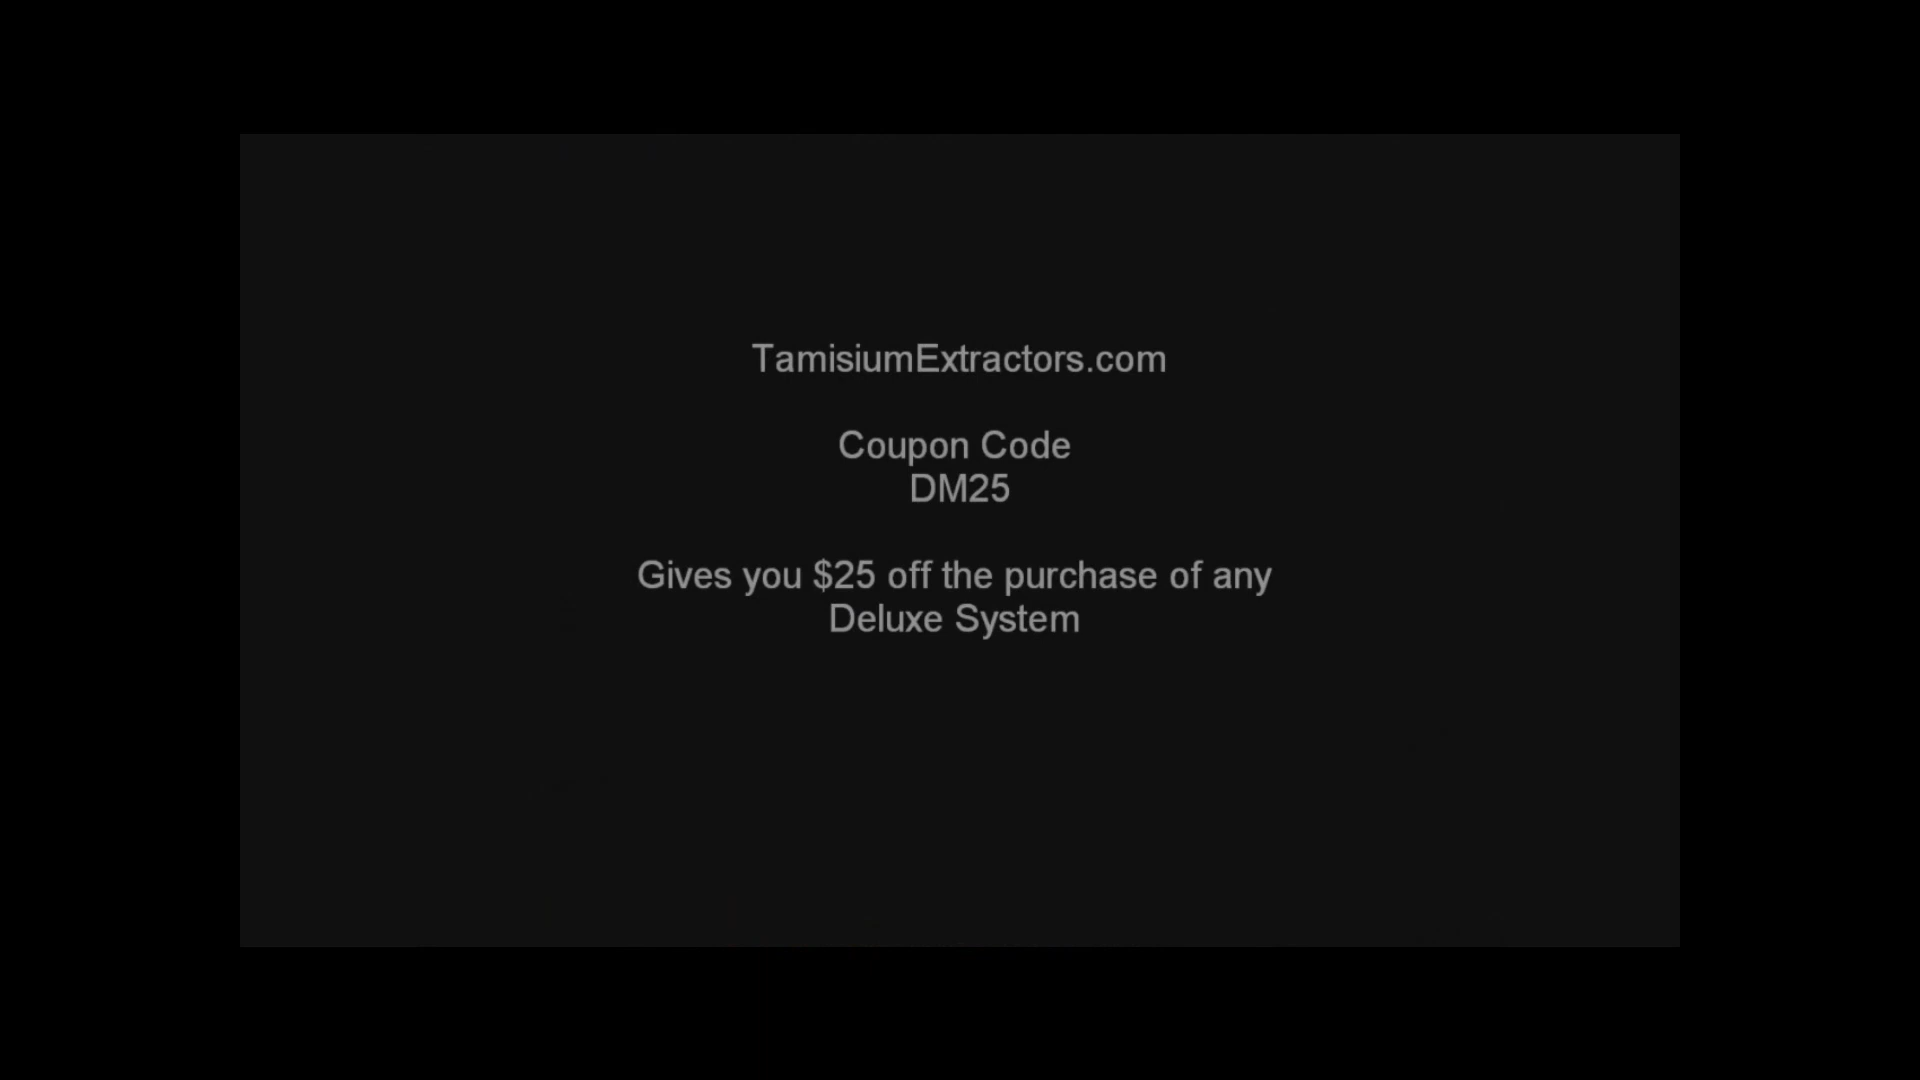 TamisiumExtractors.com
Coupon Code
DM25
Gives you $25 off the purchase of any
Deluxe System